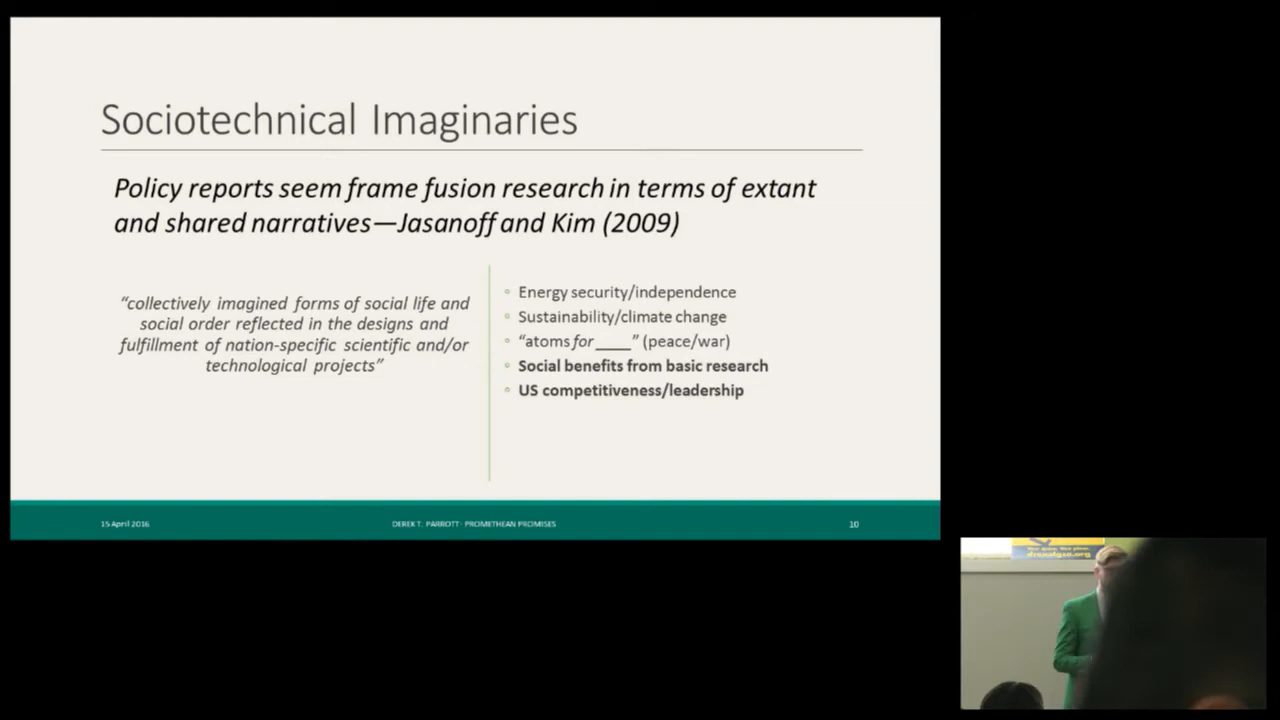 Sociotechnical Imaginaries
Policy reports seem frame fusion research in terms of extant
and shared narratives—Jasanoff and Kim (2009)
“collectively imagined forms of social life and
social order reflected in the designs and
fulfillment of nation-specific scientific and/or
technological projects”
Energy security/independence
Sustainability/climate change
“atoms for ____” (peace/war)
Social benefits from basic research
US competitiveness/leadership
15 April 2016
DEREK T. PARROTT · PROMETHEAN PROMISES
10